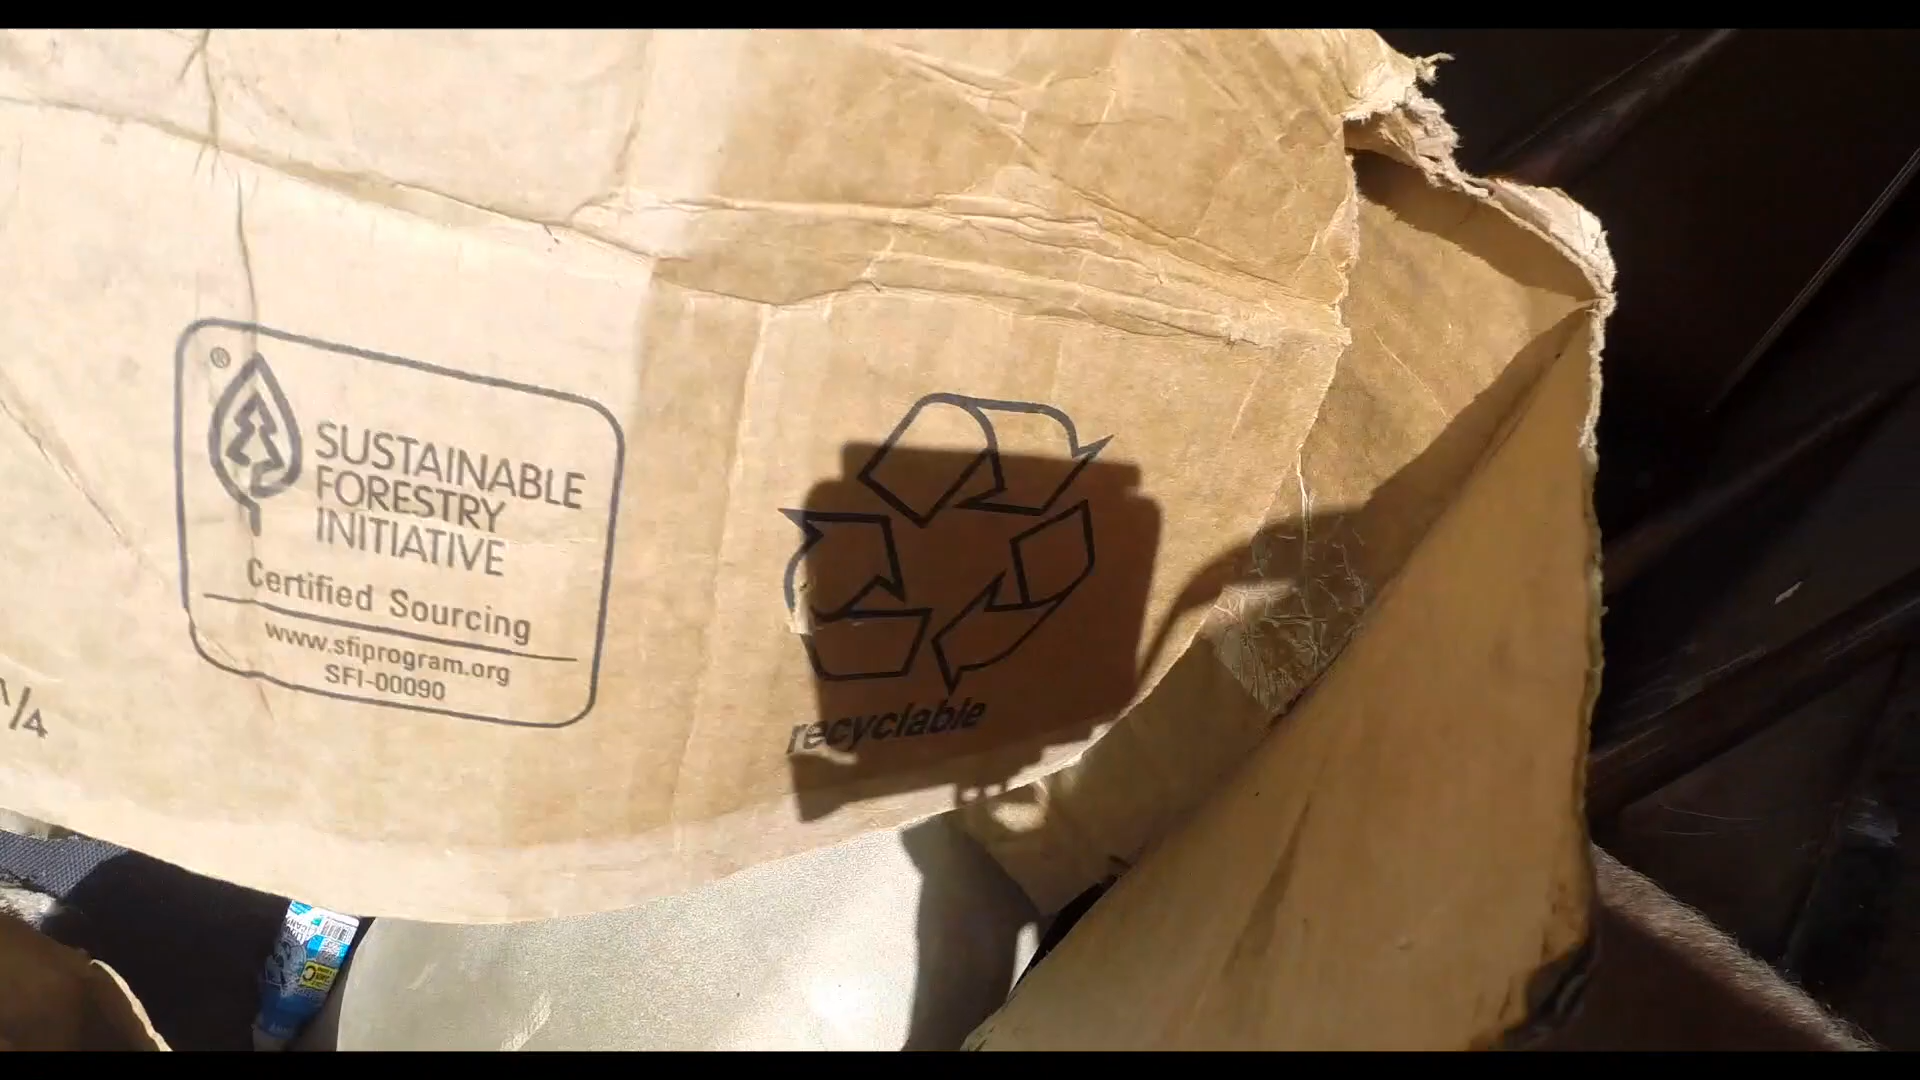 ®
SUSTAINABLE
FORESTRY
INITIATIVE
Certified Sourcing
www.sfiprogram.org
SFI-00090
recyclable